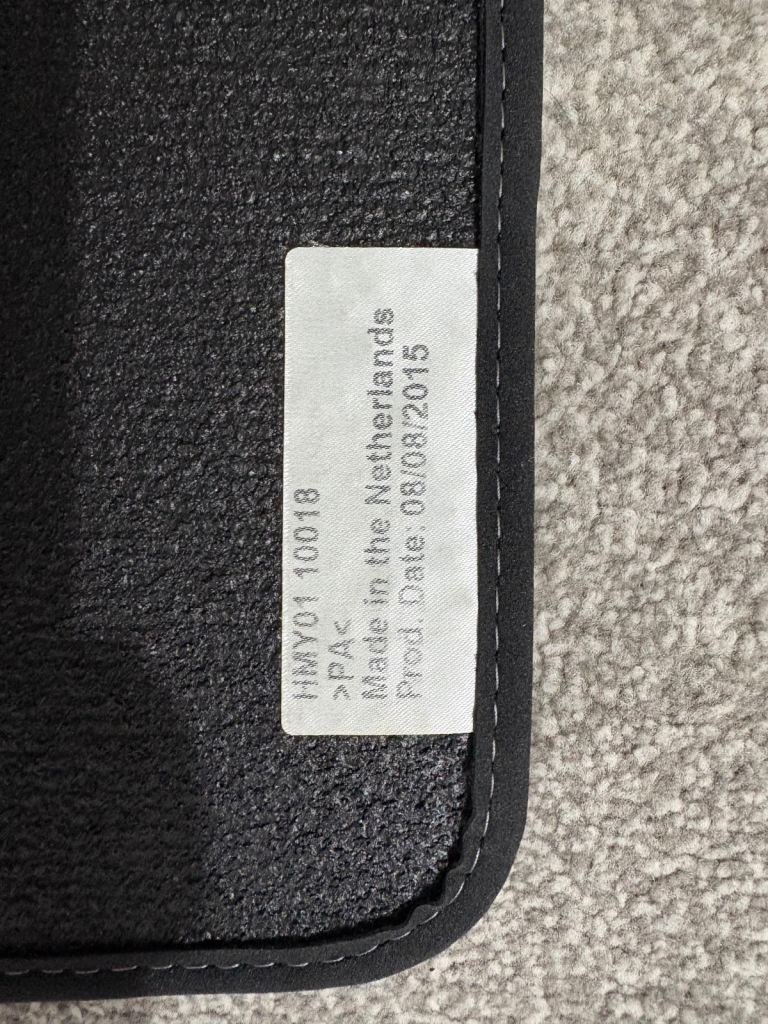 HMY01 10018
>PA<
Made in the Netherlands
Prod. Date: 08/08/2015